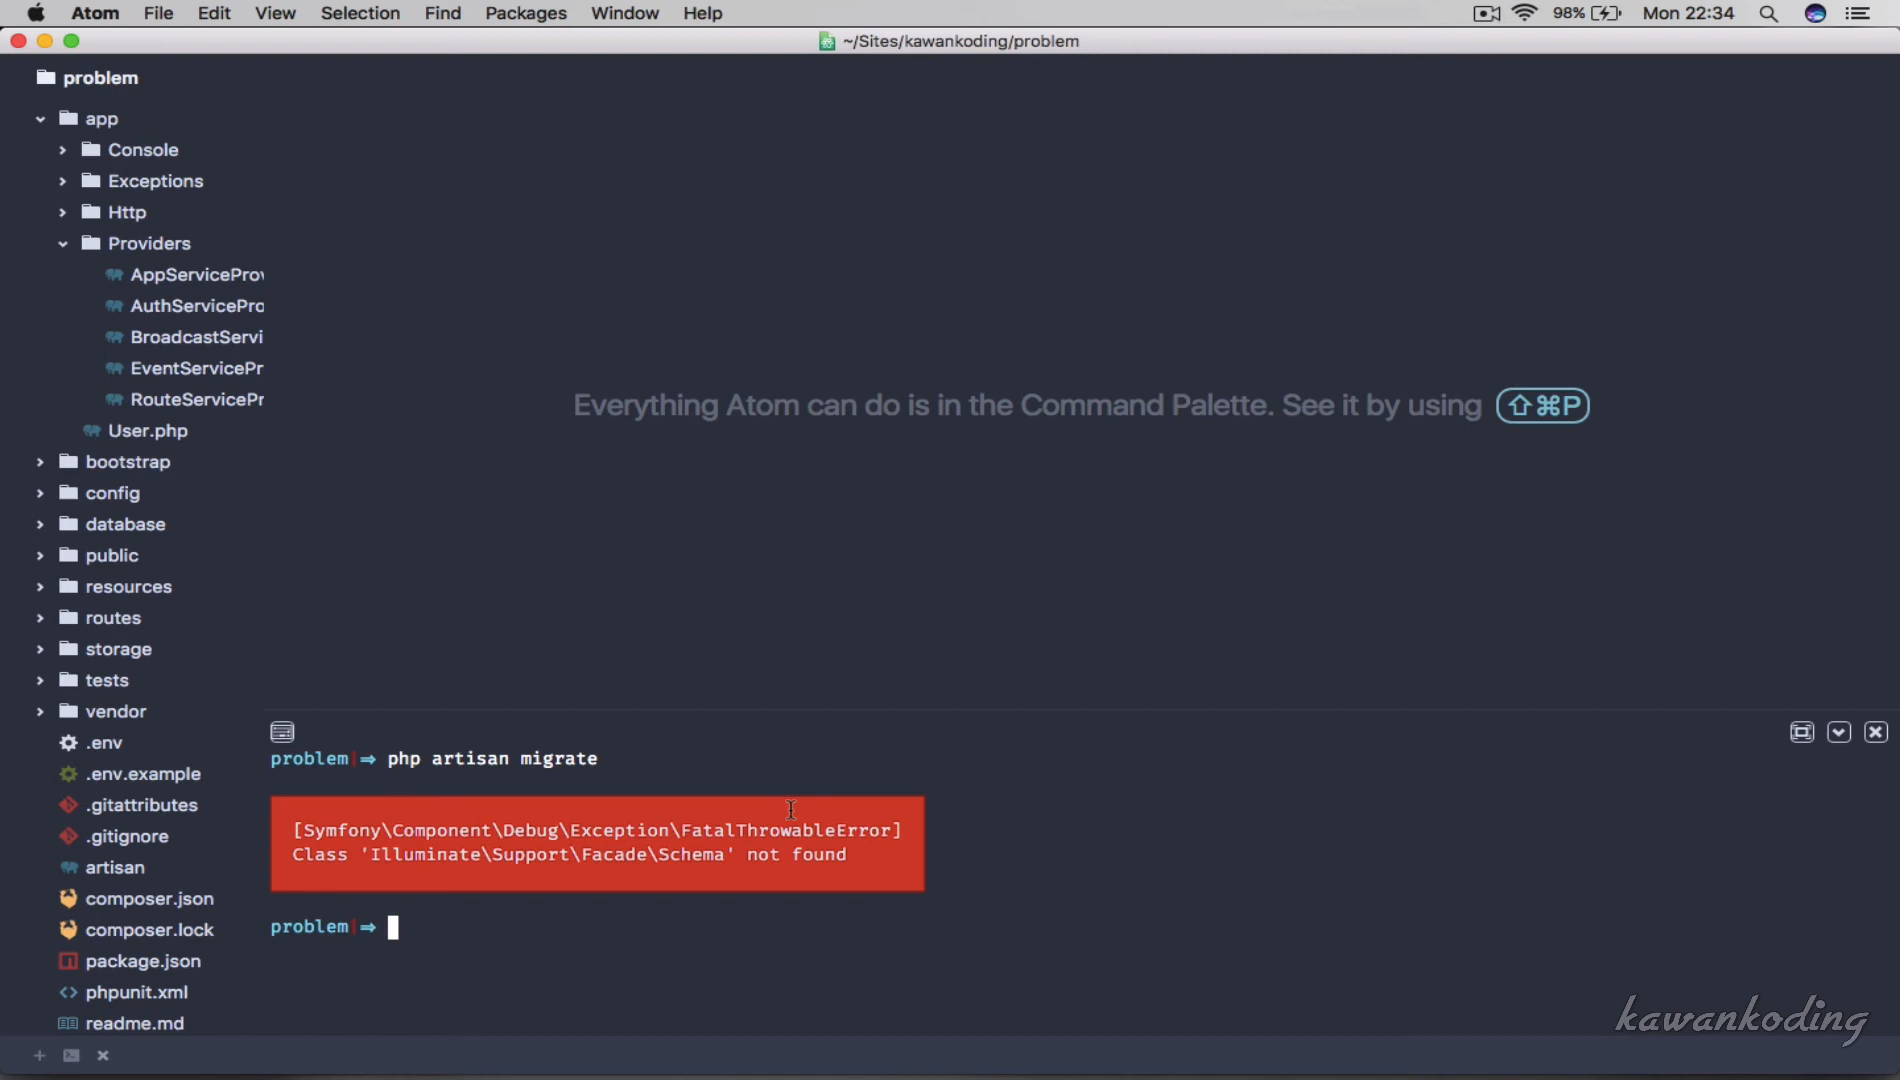 Atom File Edit View Selection Find Packages Window Help 98% Mon 22:34
~/Sites/kawankoding/problem
problem
app
Console
Exceptions
Http
Providers
AppServiceProv
AuthServicePro
BroadcastServi
EventServicePr
RouteServicePr
User.php
bootstrap
config
database
public
resources
routes
storage
tests
vendor
.env
.env.example
.gitattributes
.gitignore
artisan
composer.json
composer.lock
package.json
phpunit.xml
readme.md
Everything Atom can do is in the Command Palette. See it by using ⇧⌘P
problem ⇒ php artisan migrate
[Symfony\Component\Debug\Exception\FatalThrowableError]
Class 'Illuminate\Support\Facade\Schema' not found
problem ⇒
kawankoding